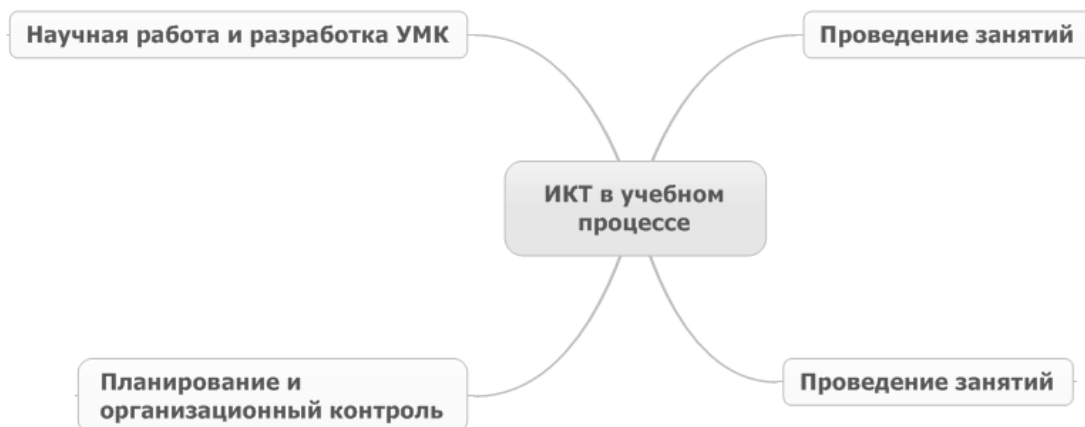 Научная работа и разработка УМК
Проведение занятий
ИКТ в учебном
процессе
Планирование и
организационный контроль
Проведение занятий